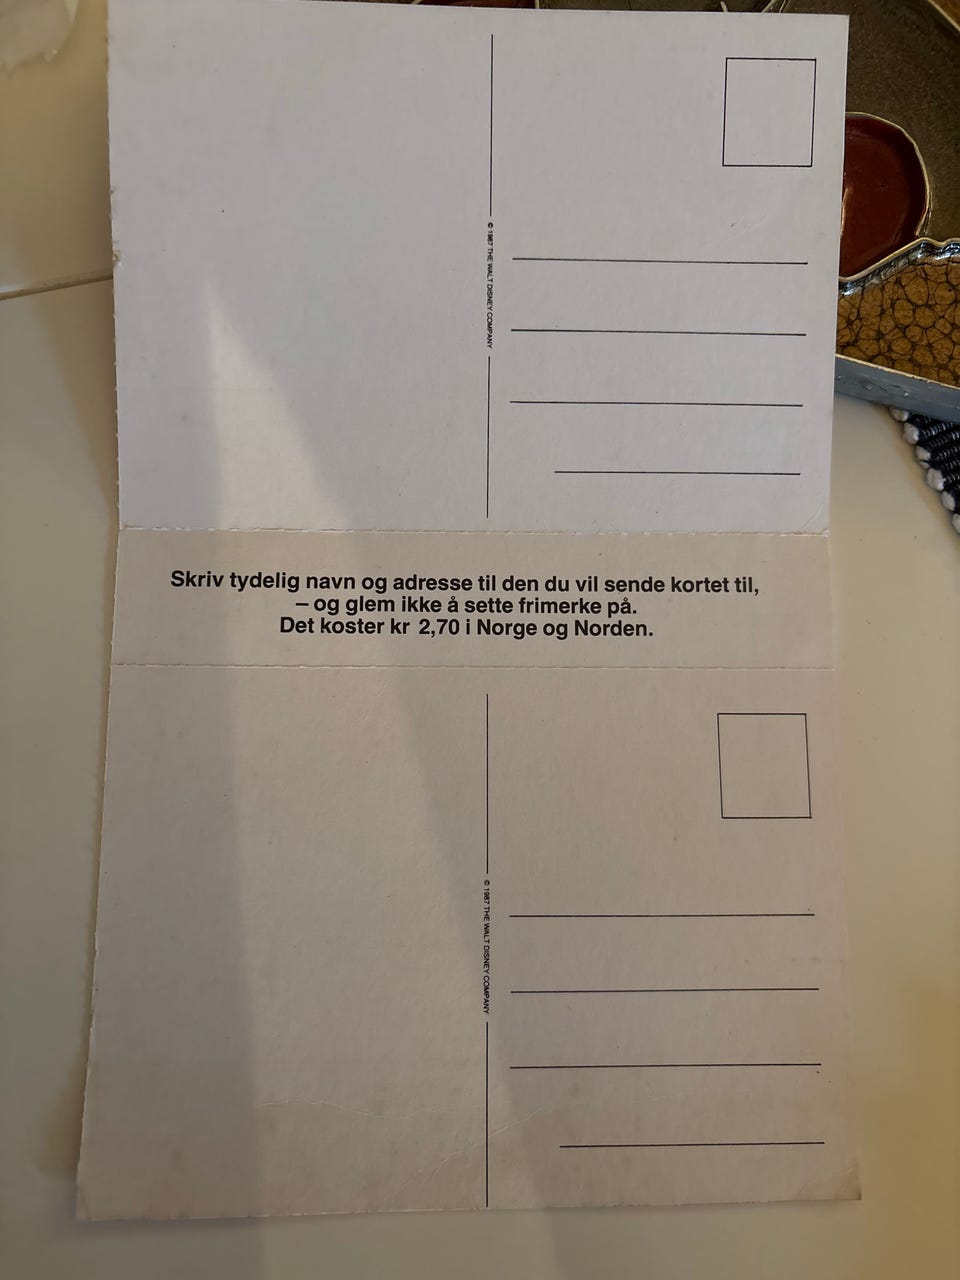 © 1987 THE WALT DISNEY COMPANY
Skriv tydelig navn og adresse til den du vil sende kortet til,
– og glem ikke å sette frimerke på.
Det koster kr 2,70 i Norge og Norden.
© 1987 THE WALT DISNEY COMPANY